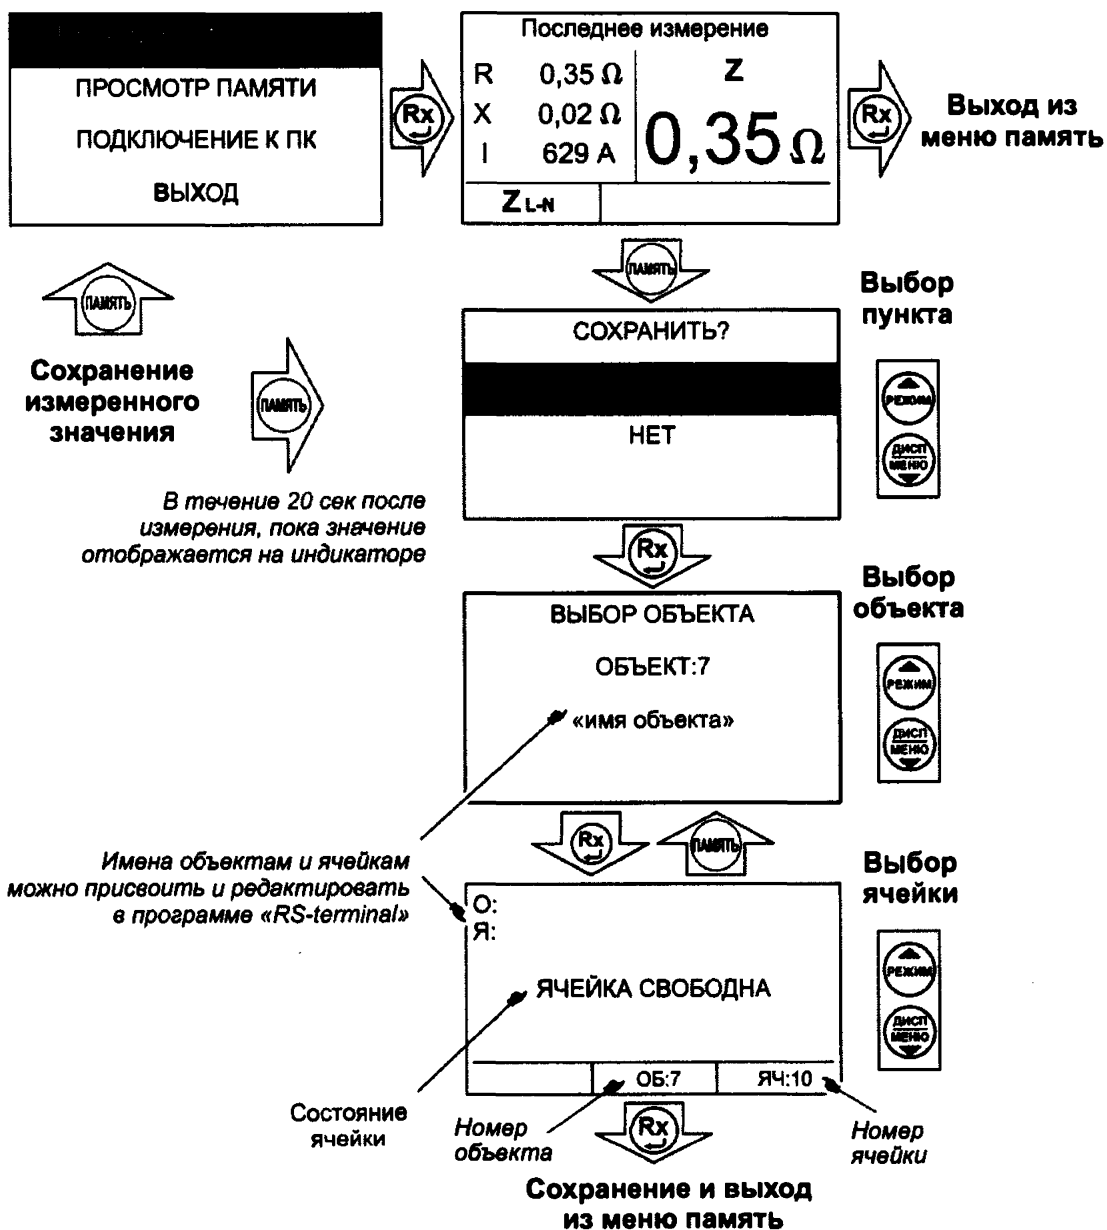 ПРОСМОТР ПАМЯТИ
ПОДКЛЮЧЕНИЕ К ПК
ВЫХОД
Rx
Последнее измерение
R 0,35 Ω
X 0,02 Ω
I 629 А
Z
0,35 Ω
Z L-N
Rx
Выход из
меню память
ПАМЯТЬ
Сохранение
измеренного
значения
ПАМЯТЬ
В течение 20 сек после
измерения, пока значение
отображается на индикаторе
ПАМЯТЬ
СОХРАНИТЬ?
НЕТ
Выбор
пункта
РЕЖИМ
ДИСП
МЕНЮ
Rx
ВЫБОР ОБЪЕКТА
ОБЪЕКТ:7
«имя объекта»
Выбор
объекта
РЕЖИМ
ДИСП
МЕНЮ
Rx
ПАМЯТЬ
Имена объектам и ячейкам
можно присвоить и редактировать
в программе «RS-terminal»
О:
Я:
ЯЧЕЙКА СВОБОДНА
ОБ:7
ЯЧ:10
Выбор
ячейки
РЕЖИМ
ДИСП
МЕНЮ
Состояние
ячейки
Номер
объекта
Rx
Номер
ячейки
Сохранение и выход
из меню память